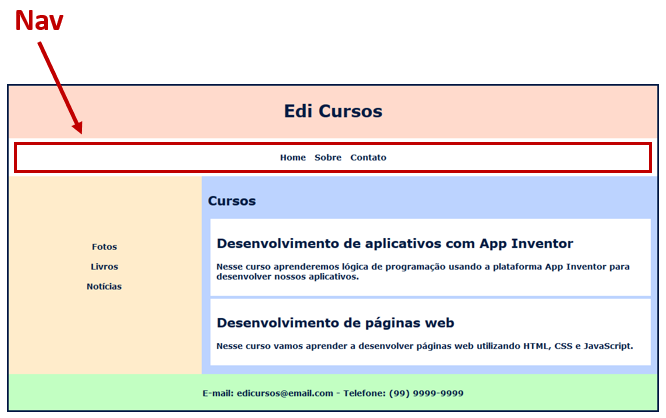 Nav
Edi Cursos
Home Sobre Contato
Fotos
Livros
Notícias
Cursos
Desenvolvimento de aplicativos com App Inventor
Nesse curso aprenderemos lógica de programação usando a plataforma App Inventor para
desenvolver nossos aplicativos.
Desenvolvimento de páginas web
Nesse curso vamos aprender a desenvolver páginas web utilizando HTML, CSS e JavaScript.
E-mail: edicursos@email.com - Telefone: (99) 9999-9999